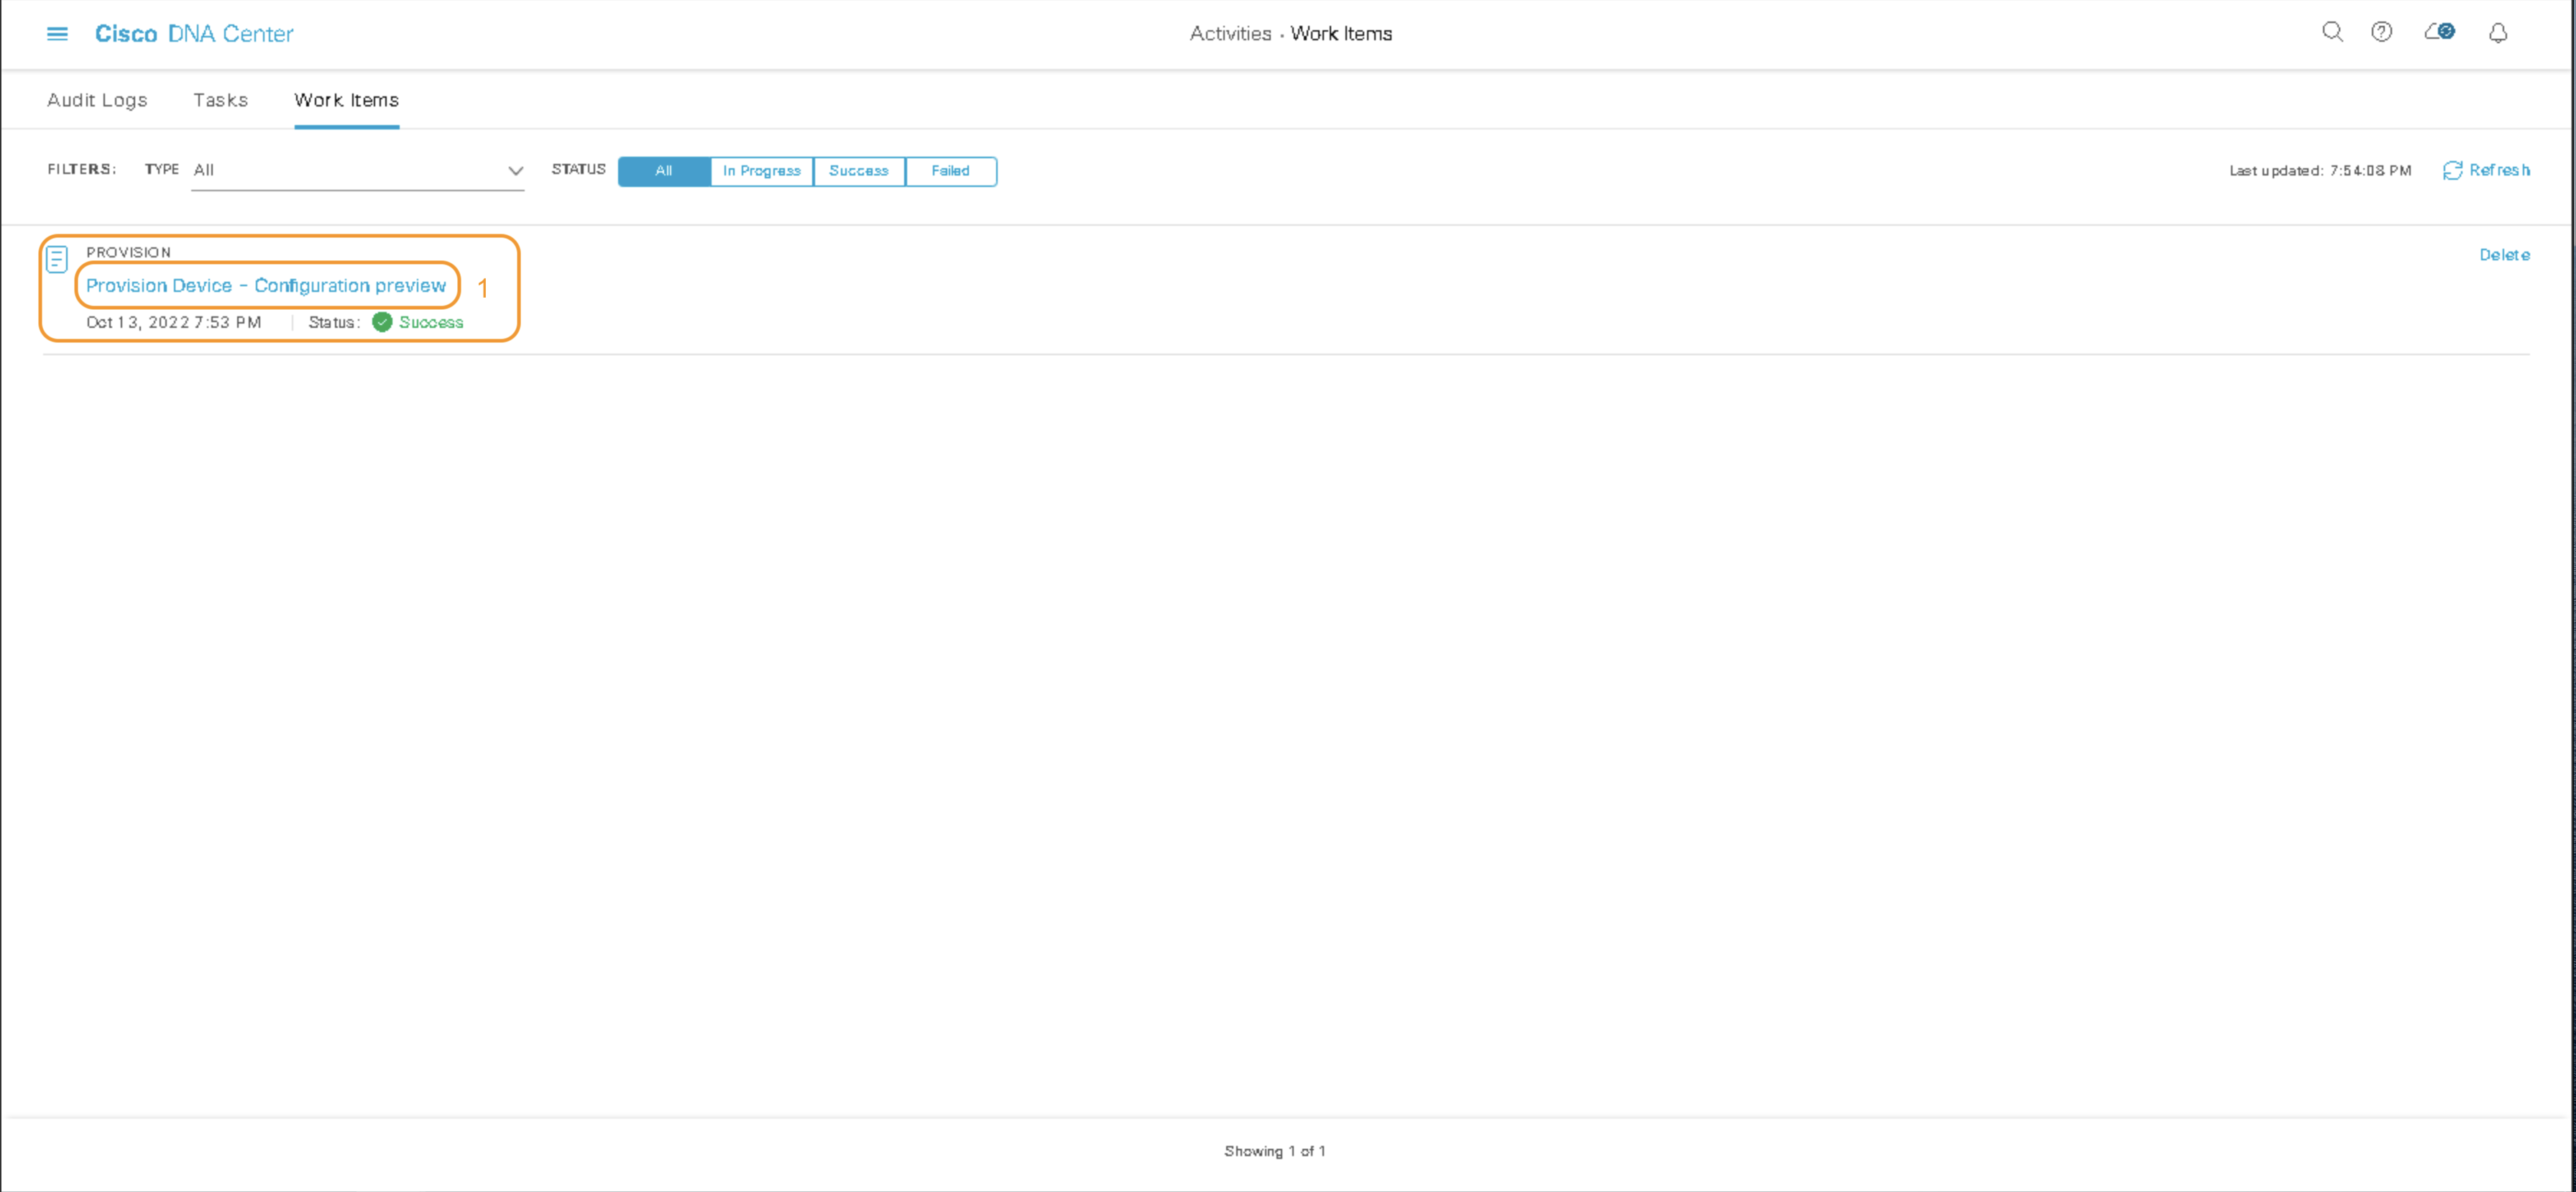 Cisco DNA Center
Activities · Work Items
Audit Logs Tasks Work Items
FILTERS: TYPE All STATUS All In Progress Success Failed Last updated: 7:54:08 PM Refresh
PROVISION Delete
Provision Device - Configuration preview 1
Oct 13, 2022 7:53 PM Status: Success
Showing 1 of 1